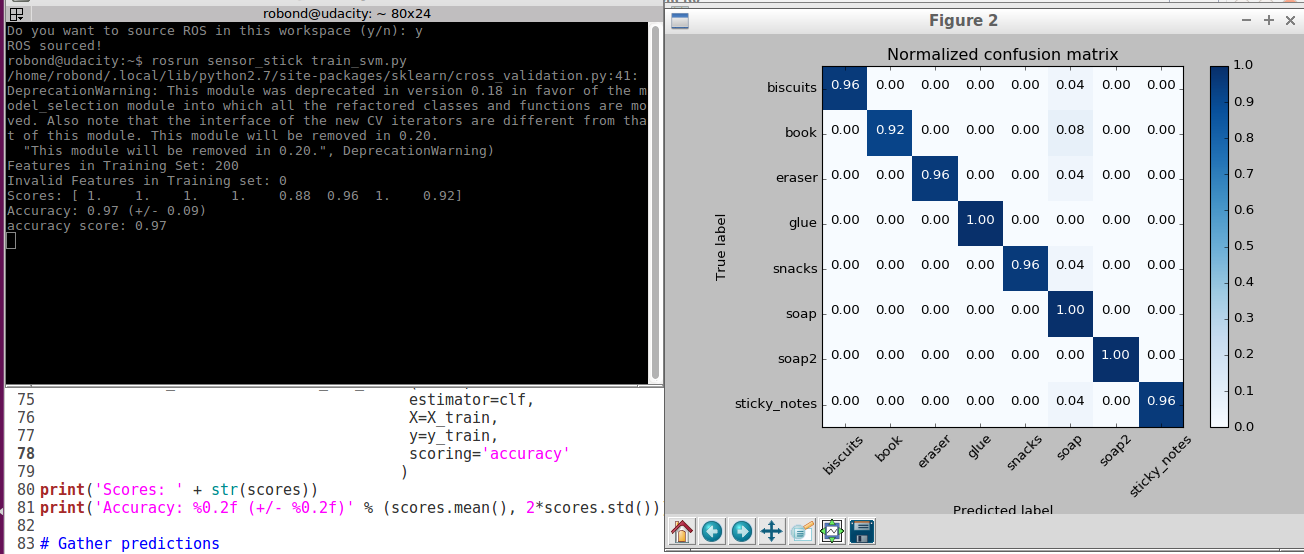 robond@udacity: ~ 80x24
Do you want to source ROS in this workspace (y/n): y
ROS sourced!
robond@udacity:~$ rosrun sensor_stick train_svm.py
/home/robond/.local/lib/python2.7/site-packages/sklearn/cross_validation.py:41:
DeprecationWarning: This module was deprecated in version 0.18 in favor of the m
odel_selection module into which all the refactored classes and functions are mo
ved. Also note that the interface of the new CV iterators are different from tha
t of this module. This module will be removed in 0.20.
"This module will be removed in 0.20.", DeprecationWarning)
Features in Training Set: 200
Invalid Features in Training set: 0
Scores: [ 1. 1. 1. 1. 0.88 0.96 1. 0.92]
Accuracy: 0.97 (+/- 0.09)
accuracy score: 0.97
75 estimator=clf,
76 X=X_train,
77 y=y_train,
78 scoring='accuracy'
79 )
80 print('Scores: ' + str(scores))
81 print('Accuracy: %0.2f (+/- %0.2f)' % (scores.mean(), 2*scores.std())
82
83 # Gather predictions
Figure 2
Normalized confusion matrix
True label
biscuits 0.96 0.00 0.00 0.00 0.00 0.04 0.00 0.00
book 0.00 0.92 0.00 0.00 0.00 0.08 0.00 0.00
eraser 0.00 0.00 0.96 0.00 0.00 0.04 0.00 0.00
glue 0.00 0.00 0.00 1.00 0.00 0.00 0.00 0.00
snacks 0.00 0.00 0.00 0.00 0.96 0.04 0.00 0.00
soap 0.00 0.00 0.00 0.00 0.00 1.00 0.00 0.00
soap2 0.00 0.00 0.00 0.00 0.00 0.00 1.00 0.00
sticky_notes 0.00 0.00 0.00 0.00 0.00 0.04 0.00 0.96
biscuits book eraser glue snacks soap soap2 sticky_notes
Predicted label
1.0
0.9
0.8
0.7
0.6
0.5
0.4
0.3
0.2
0.1
0.0